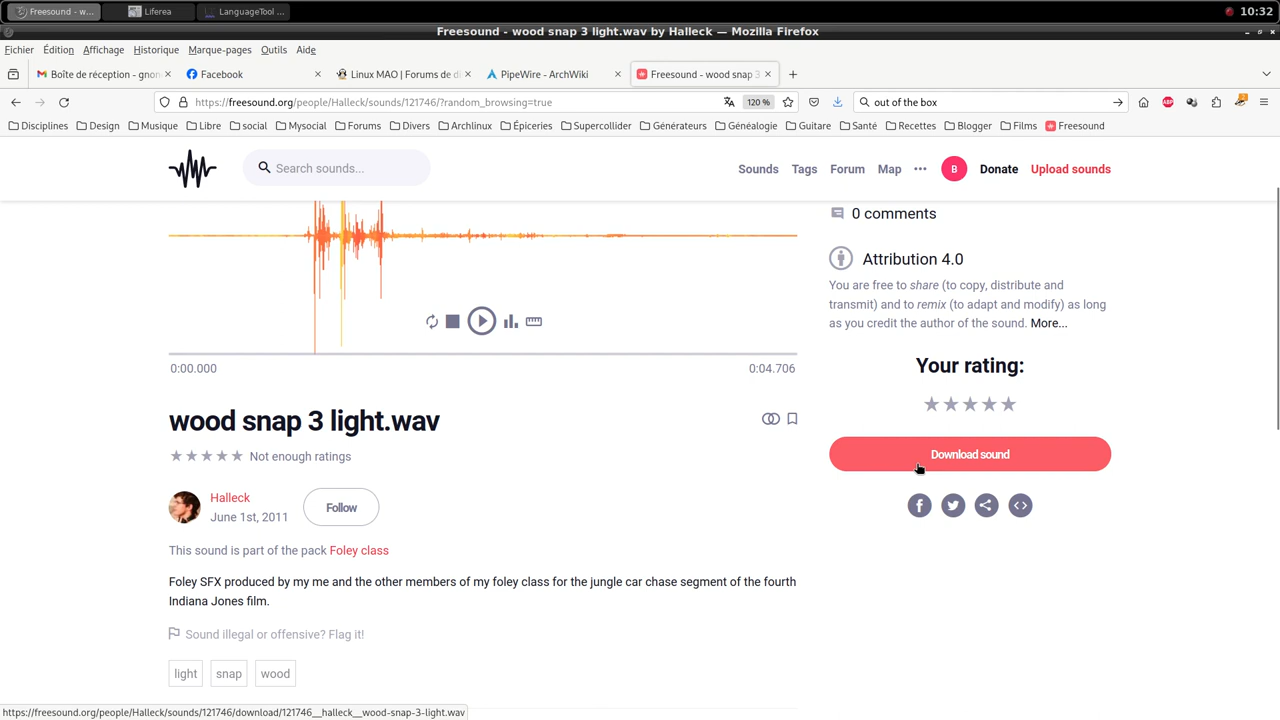 Freesound - w...
Liferea
LanguageTool ...
10:32
Freesound - wood snap 3 light.wav by Halleck — Mozilla Firefox
Fichier Édition Affichage Historique Marque-pages Outils Aide
Boîte de réception - gnon
Facebook
Linux MAO | Forums de di
PipeWire - ArchWiki
Freesound - wood snap 3
https://freesound.org/people/Halleck/sounds/121746/?random_browsing=true
120 %
out of the box
ABP
2
Disciplines Design Musique Libre social Mysocial Forums Divers Archlinux Épiceries Supercollider Générateurs Généalogie Guitare Santé Recettes Blogger Films Freesound
Search sounds...
Sounds Tags Forum Map
B
Donate
Upload sounds
0:00.000
0:04.706
wood snap 3 light.wav
Not enough ratings
Halleck
June 1st, 2011
Follow
This sound is part of the pack Foley class
Foley SFX produced by my me and the other members of my foley class for the jungle car chase segment of the fourth
Indiana Jones film.
Sound illegal or offensive? Flag it!
light
snap
wood
0 comments
Attribution 4.0
You are free to share (to copy, distribute and
transmit) and to remix (to adapt and modify) as long
as you credit the author of the sound. More...
Your rating:
Download sound
https://freesound.org/people/Halleck/sounds/121746/download/121746__halleck__wood-snap-3-light.wav